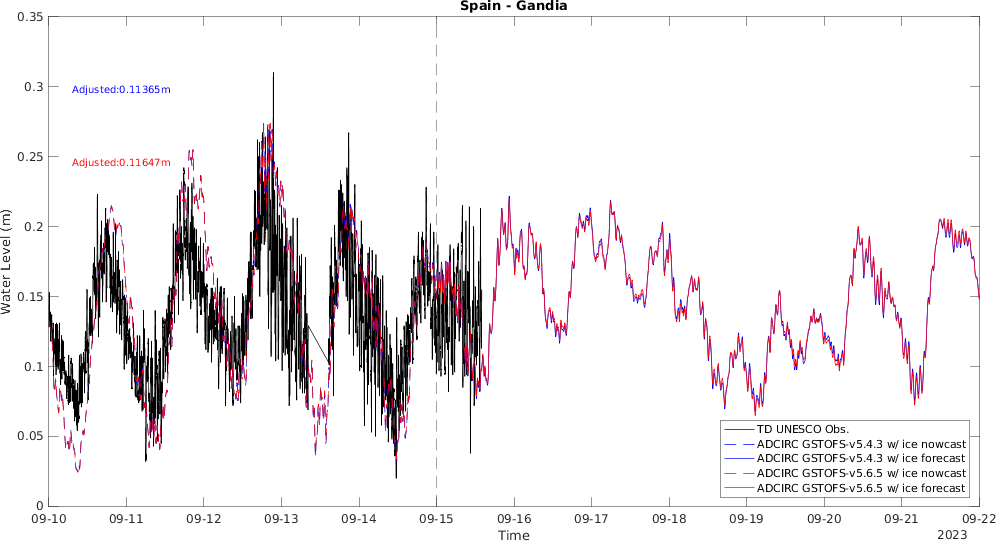 Spain - Gandia
0.35
0.3
0.25
0.2
0.15
0.1
0.05
0
Water Level (m)
Adjusted:0.11365m
Adjusted:0.11647m
TD UNESCO Obs.
ADCIRC GSTOFS-v5.4.3 w/ ice nowcast
ADCIRC GSTOFS-v5.4.3 w/ ice forecast
ADCIRC GSTOFS-v5.6.5 w/ ice nowcast
ADCIRC GSTOFS-v5.6.5 w/ ice forecast
09-10 09-11 09-12 09-13 09-14 09-15 09-16 09-17 09-18 09-19 09-20 09-21 09-22
Time
2023